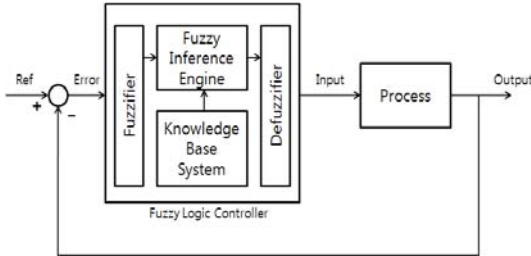 Ref
+
−
Error
Fuzzifier
Fuzzy
Inference
Engine
Knowledge
Base
System
Defuzzifier
Fuzzy Logic Controller
Input
Process
Output